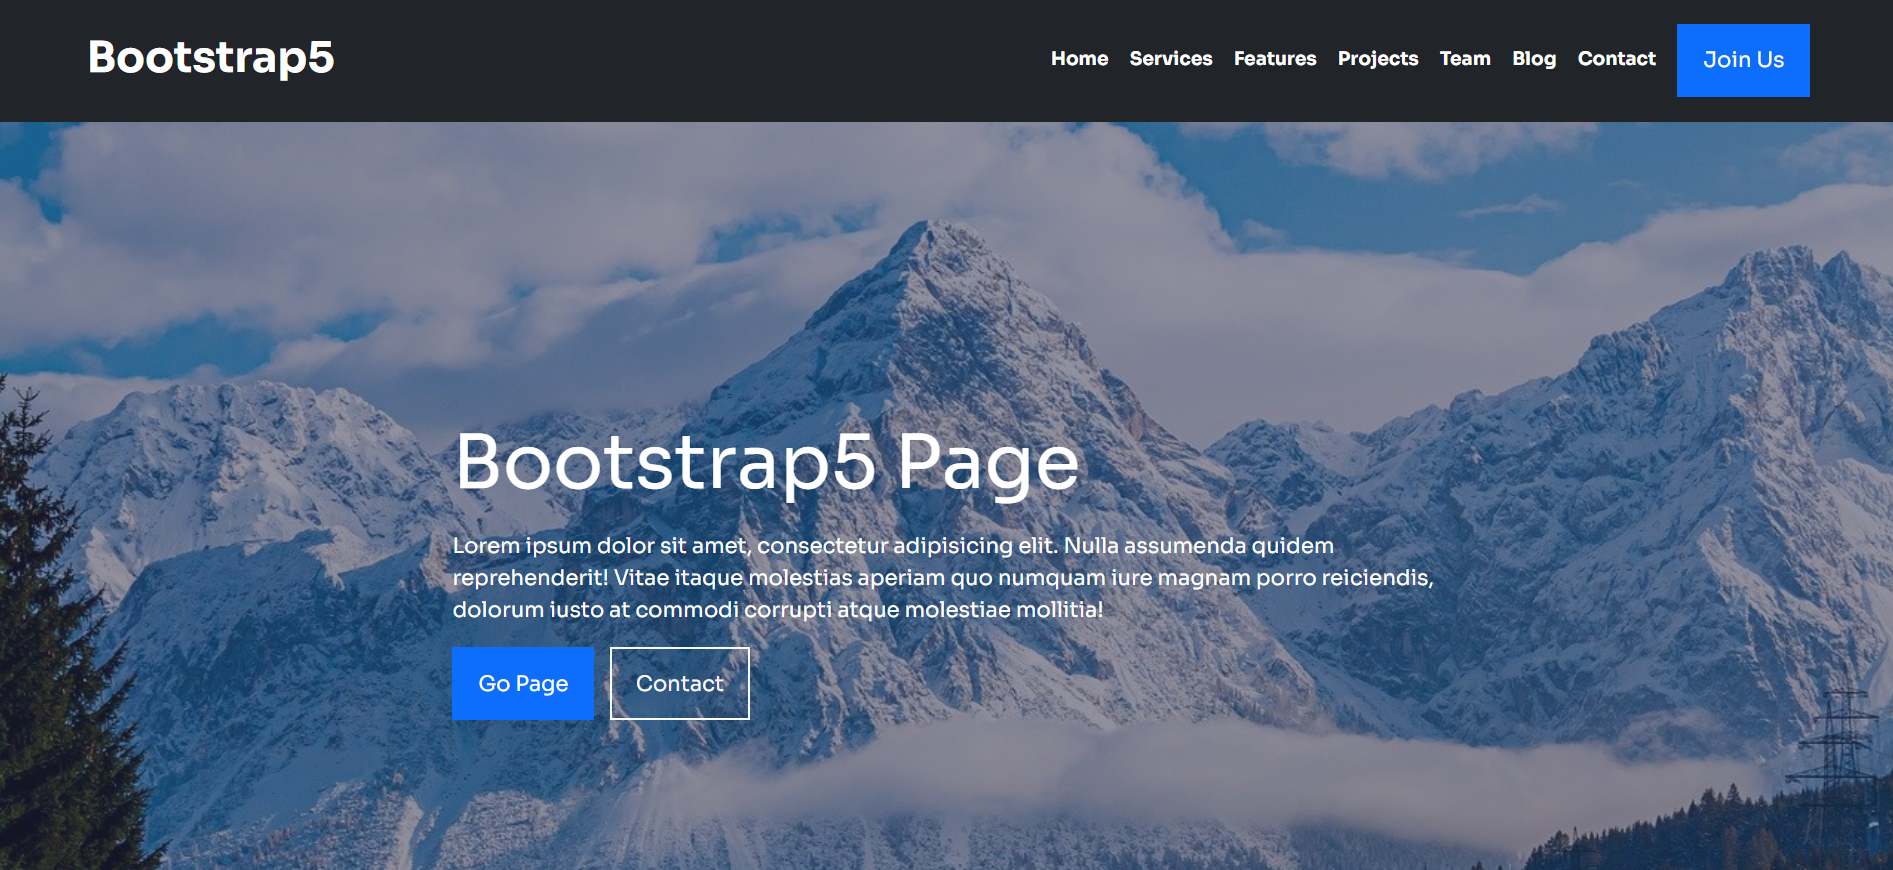 Bootstrap5
Home Services Features Projects Team Blog Contact Join Us
Bootstrap5 Page
Lorem ipsum dolor sit amet, consectetur adipisicing elit. Nulla assumenda quidem
reprehenderit! Vitae itaque molestias aperiam quo numquam iure magnam porro reiciendis,
dolorum iusto at commodi corrupti atque molestiae mollitia!
Go Page Contact